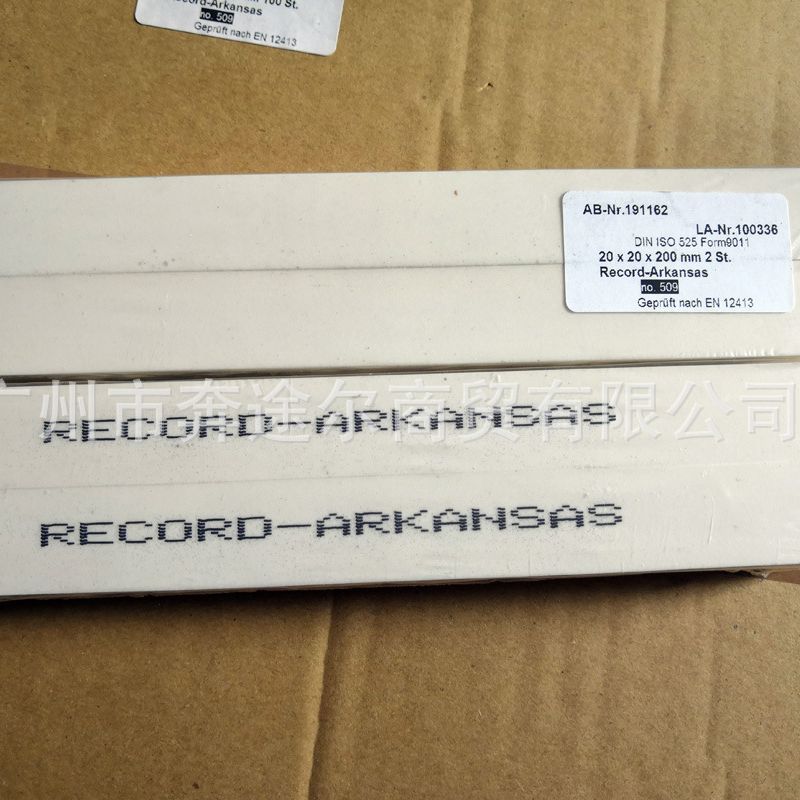 100 St.
Record-Arkansas
no. 509
Geprüft nach EN 12413
AB-Nr.191162
LA-Nr.100336
DIN ISO 525 Form9011
20 x 20 x 200 mm 2 St.
Record-Arkansas
no. 509
Geprüft nach EN 12413
广州市奔途尔商贸有限公司
RECORD-ARKANSAS
RECORD-ARKANSAS